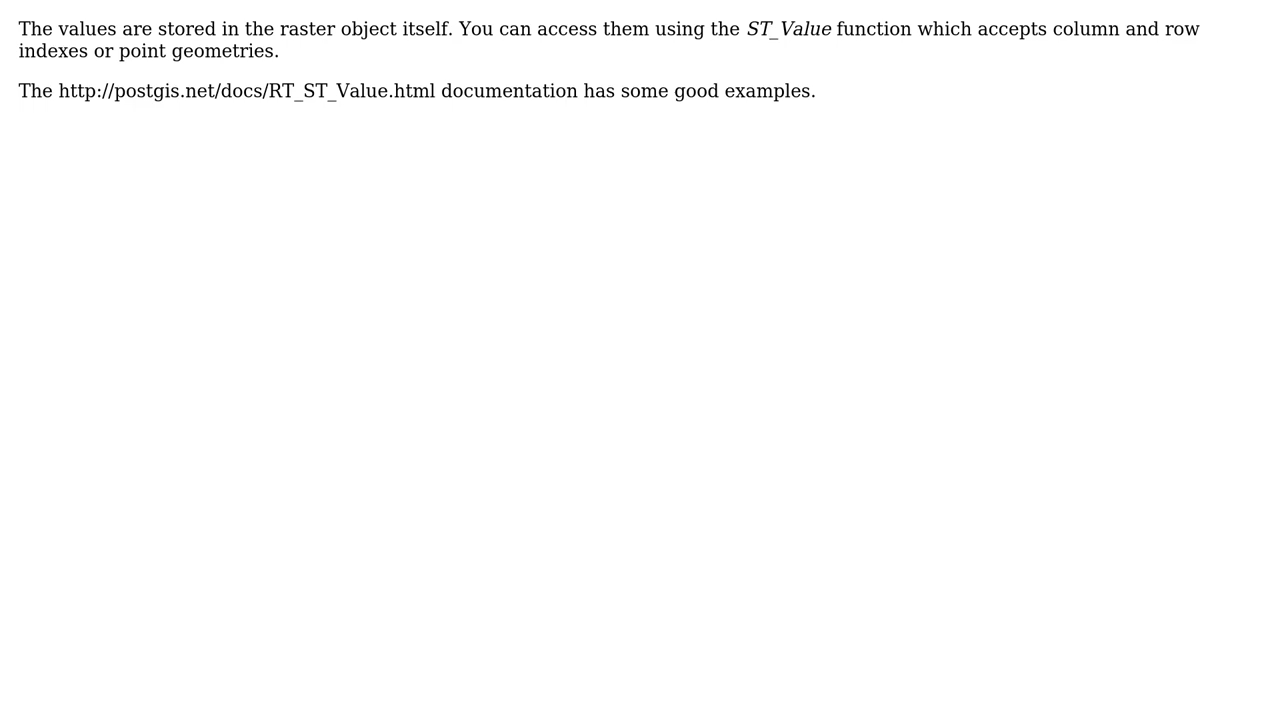 The values are stored in the raster object itself. You can access them using the ST_Value function which accepts column and row
indexes or point geometries.
The http://postgis.net/docs/RT_ST_Value.html documentation has some good examples.